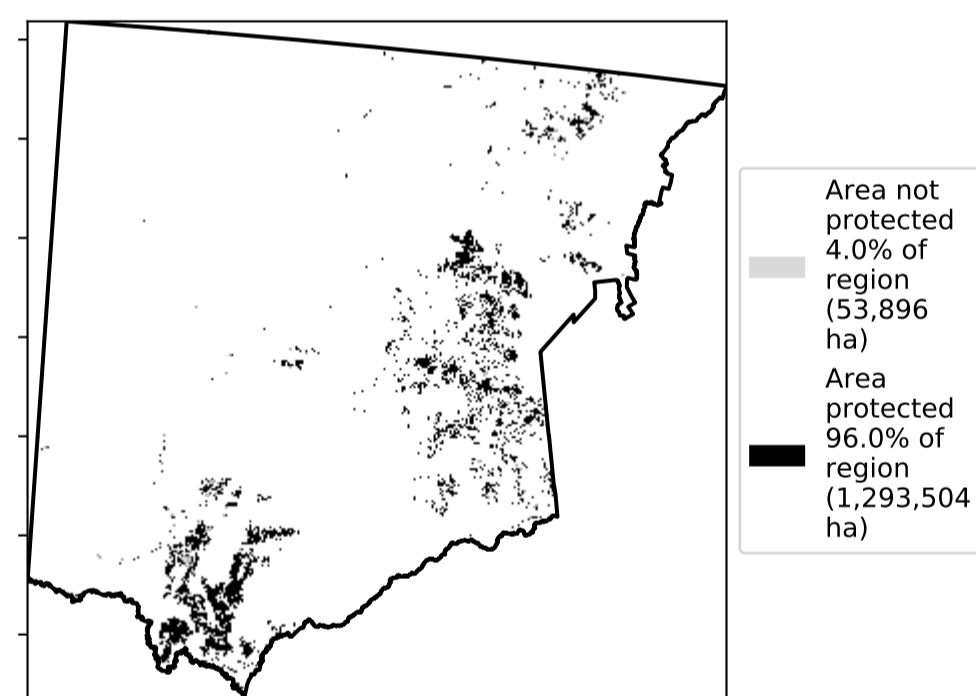 Area not
protected
4.0% of
region
(53,896
ha)
Area
protected
96.0% of
region
(1,293,504
ha)